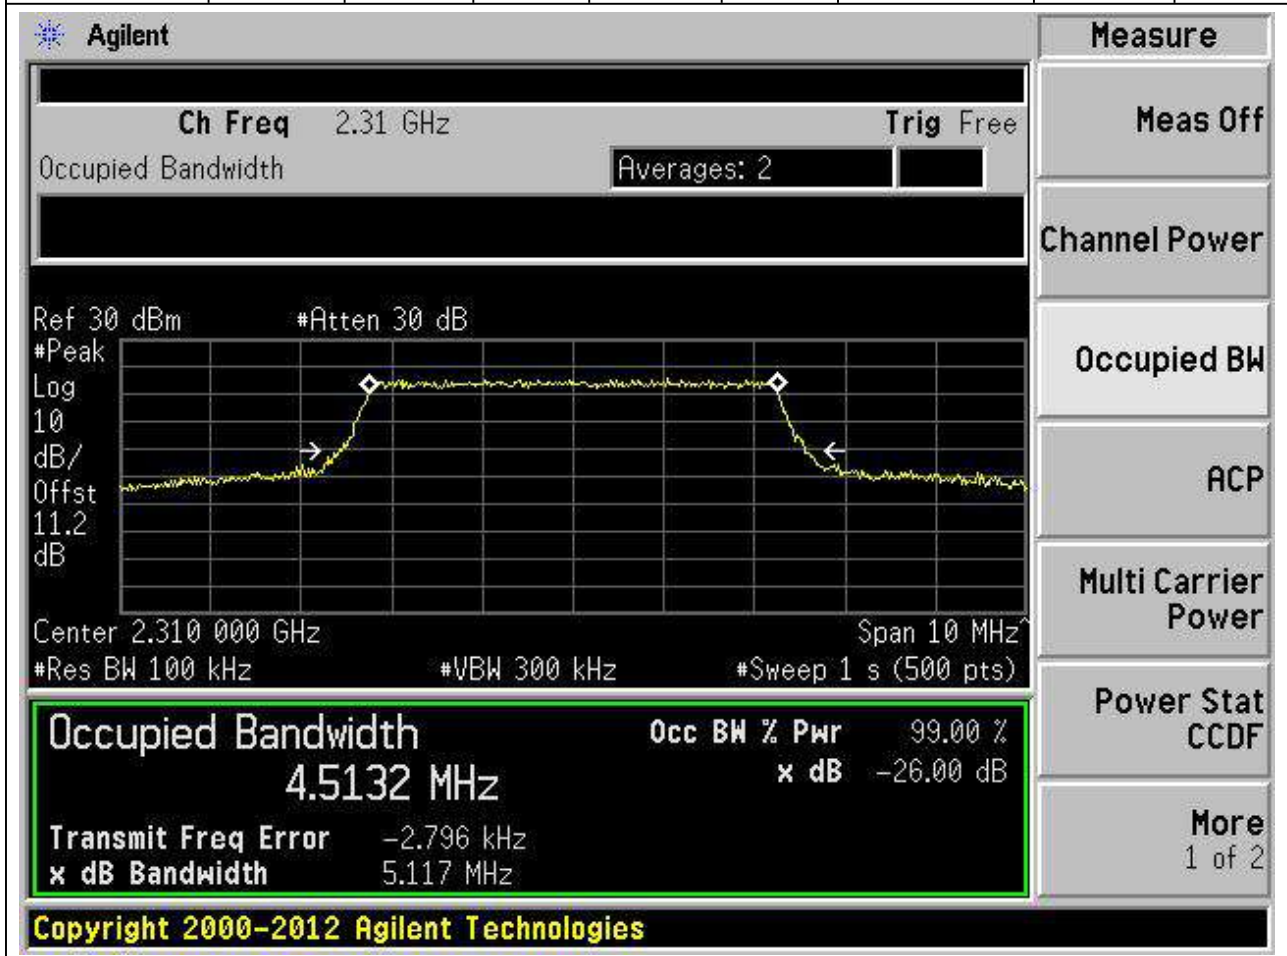 Agilent
Measure
Ch Freq 2.31 GHz Trig Free
Meas Off
Occupied Bandwidth Averages: 2
Channel Power
Ref 30 dBm #Atten 30 dB
#Peak
Log
10
dB/
Offst
11.2
dB
Occupied BW
ACP
Center 2.310 000 GHz Span 10 MHz^
#Res BW 100 kHz #VBW 300 kHz #Sweep 1 s (500 pts)
Multi Carrier
Power
Occupied Bandwidth
4.5132 MHz
Occ BW % Pwr 99.00 %
x dB -26.00 dB
Power Stat
CCDF
Transmit Freq Error -2.796 kHz
x dB Bandwidth 5.117 MHz
More
1 of 2
Copyright 2000-2012 Agilent Technologies